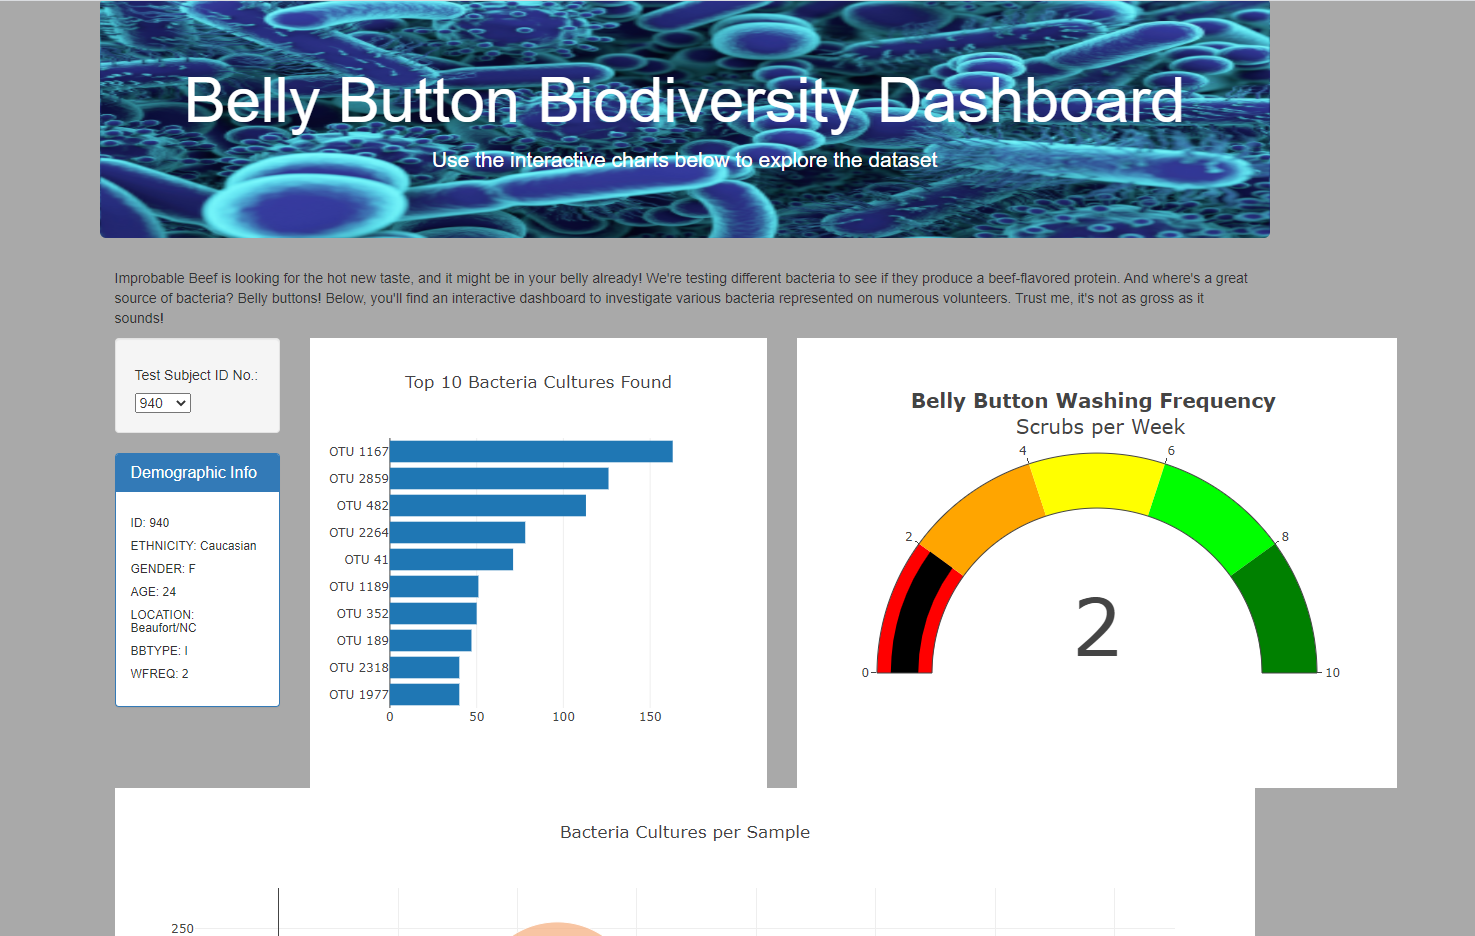 Belly Button Biodiversity Dashboard
Use the interactive charts below to explore the dataset
Improbable Beef is looking for the hot new taste, and it might be in your belly already! We're testing different bacteria to see if they produce a beef-flavored protein. And where's a great
source of bacteria? Belly buttons! Below, you'll find an interactive dashboard to investigate various bacteria represented on numerous volunteers. Trust me, it's not as gross as it
sounds!
Test Subject ID No.:
940
Demographic Info
ID: 940
ETHNICITY: Caucasian
GENDER: F
AGE: 24
LOCATION:
Beaufort/NC
BBTYPE: I
WFREQ: 2
Top 10 Bacteria Cultures Found
OTU 1167
OTU 2859
OTU 482
OTU 2264
OTU 41
OTU 1189
OTU 352
OTU 189
OTU 2318
OTU 1977
0 50 100 150
Belly Button Washing Frequency
Scrubs per Week
4 6
2 8
2
0 10
Bacteria Cultures per Sample
250